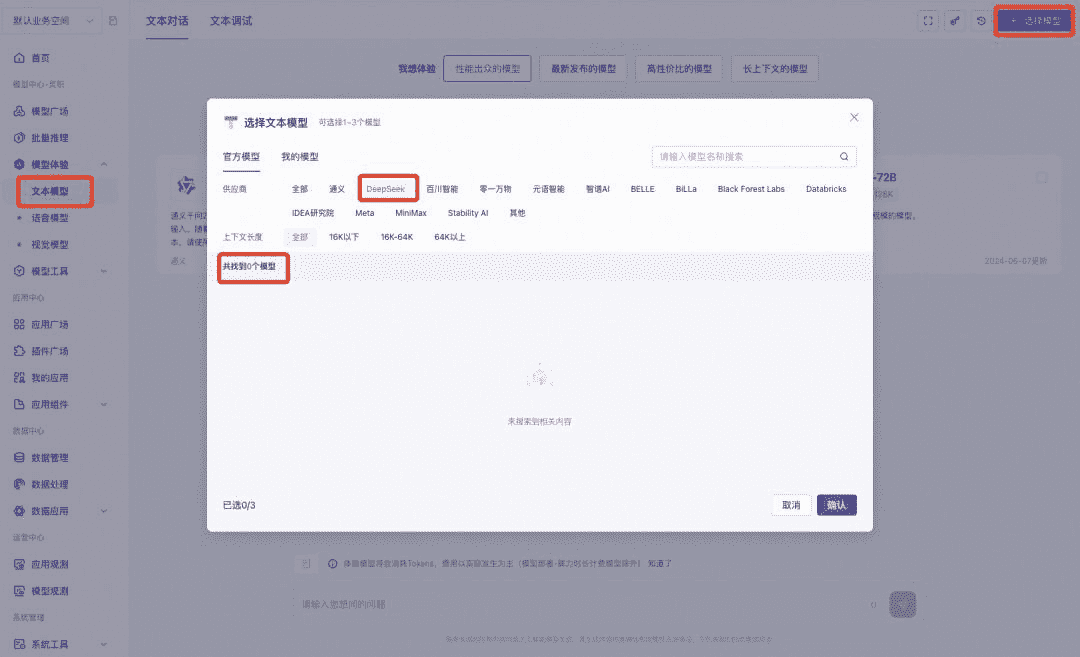 默认业务空间
文本对话 文本调试
+ 选择模型
首页
我想体验 性能出众的模型 最新发布的模型 高性价比的模型 长上下文的模型
模型广场
批量推理
模型体验
文本模型
语音模型
视觉模型
模型工具
应用中心
应用广场
插件广场
我的应用
应用组件
数据中心
数据管理
数据处理
数据应用
运营中心
应用观测
模型观测
系统管理
系统工具
选择文本模型 可选择1~3个模型
官方模型 我的模型
请输入模型名称搜索
供应商 全部 通义 DeepSeek 百川智能 零一万物 元语智能 智谱AI BELLE BiLLa Black Forest Labs Databricks
IDEA研究院 Meta MiniMax Stability AI 其他
上下文长度 全部 16K以下 16K-64K 64K以上
共找到0个模型
未搜索到相关内容
已选0/3
取消 确认
-72B
128K
规模的模型。
通义
2024-06-07更新
体验模型将会消耗Tokens，费用以实际发生为主（模型部署-算力时长计费模型除外） 知道了
请输入您想问的问题
0